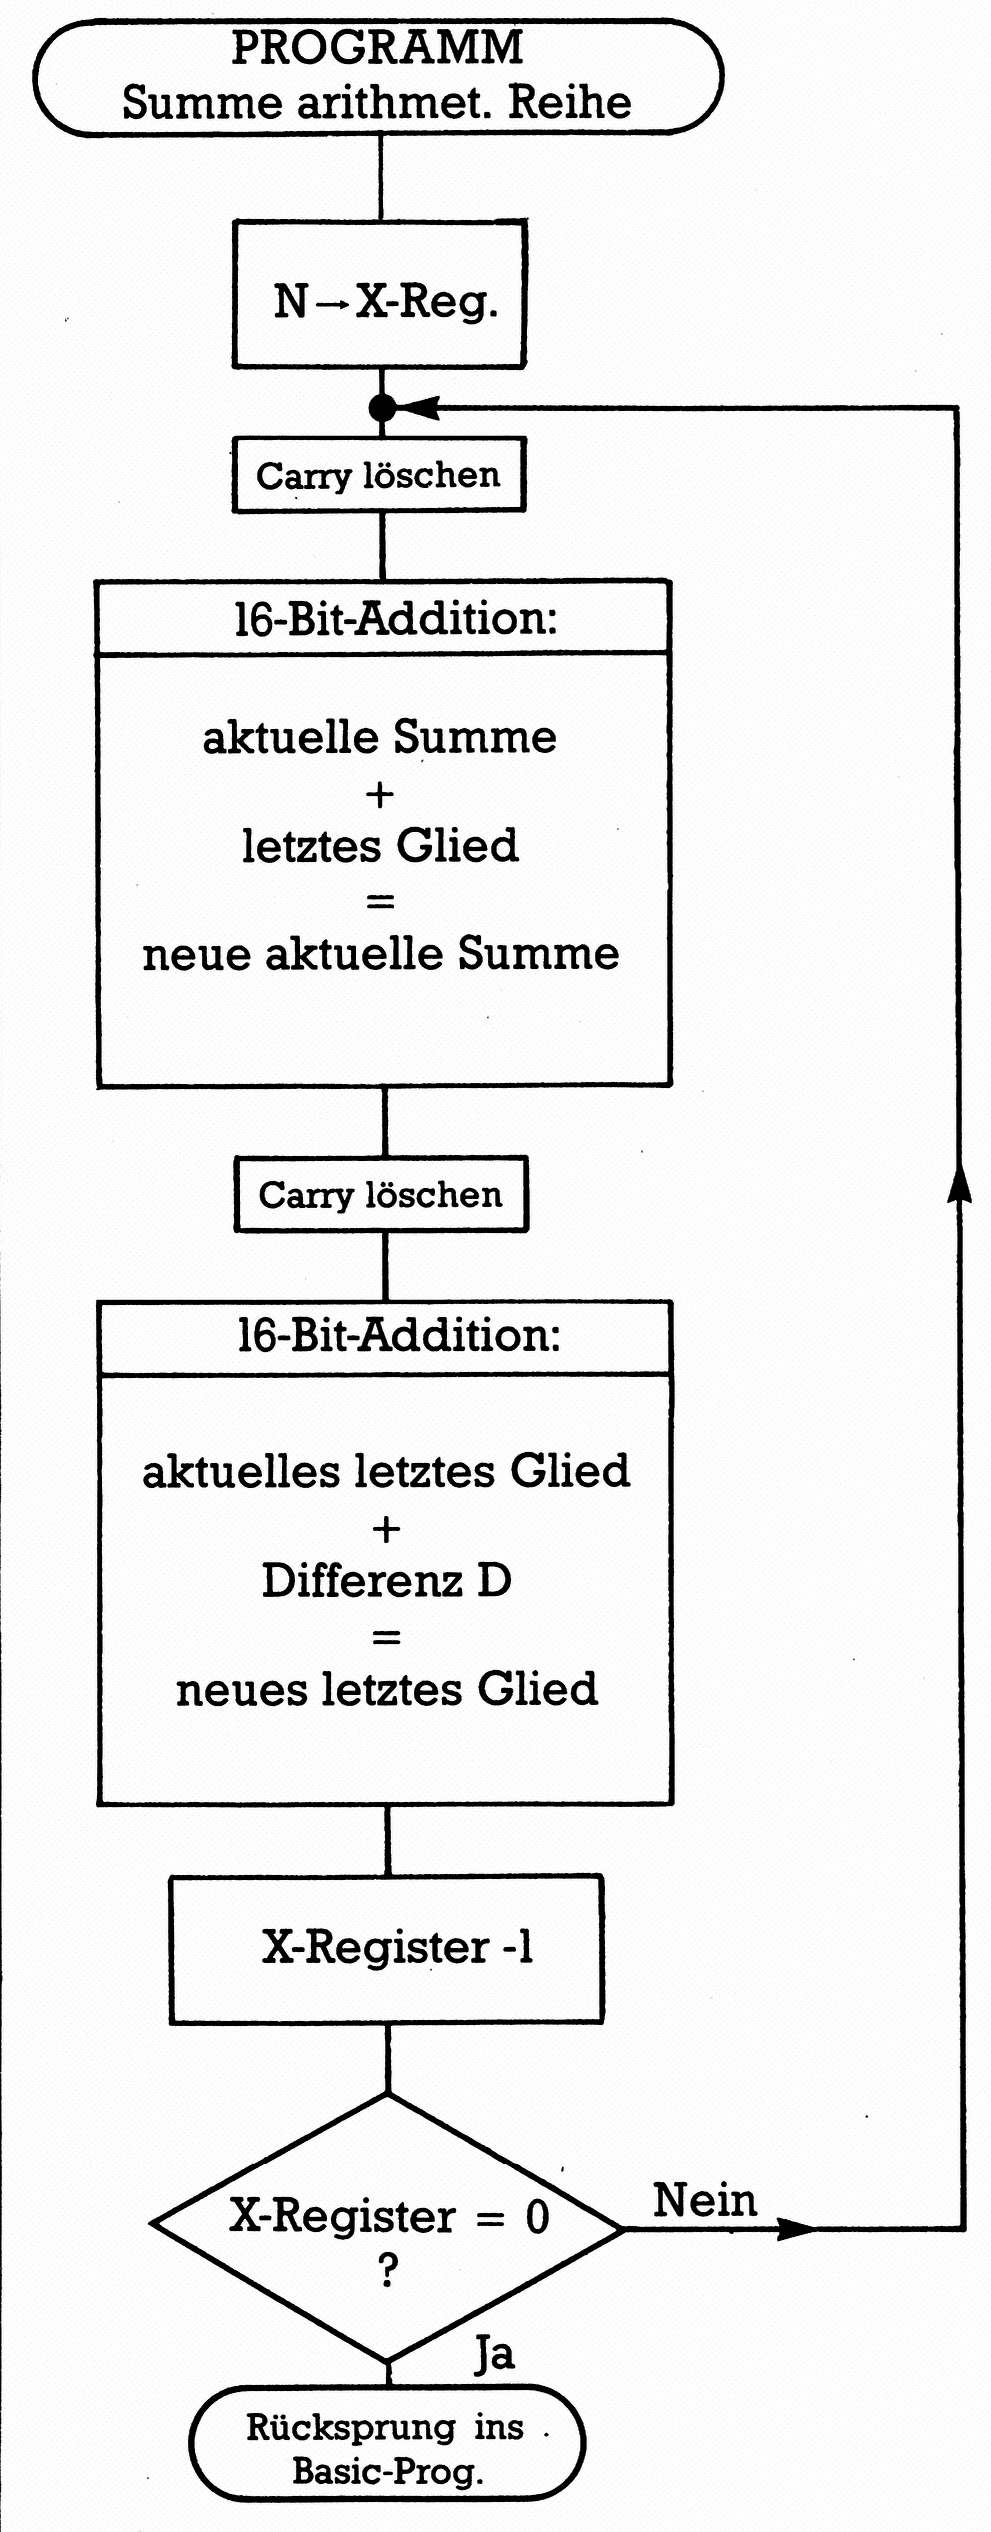 PROGRAMM
Summe arithmet. Reihe
N→X-Reg.
Carry löschen
16-Bit-Addition:
aktuelle Summe
+
letztes Glied
=
neue aktuelle Summe
Carry löschen
16-Bit-Addition:
aktuelles letztes Glied
+
Differenz D
=
neues letztes Glied
X-Register -1
X-Register = 0
?
Nein
Ja
Rücksprung ins
Basic-Prog.